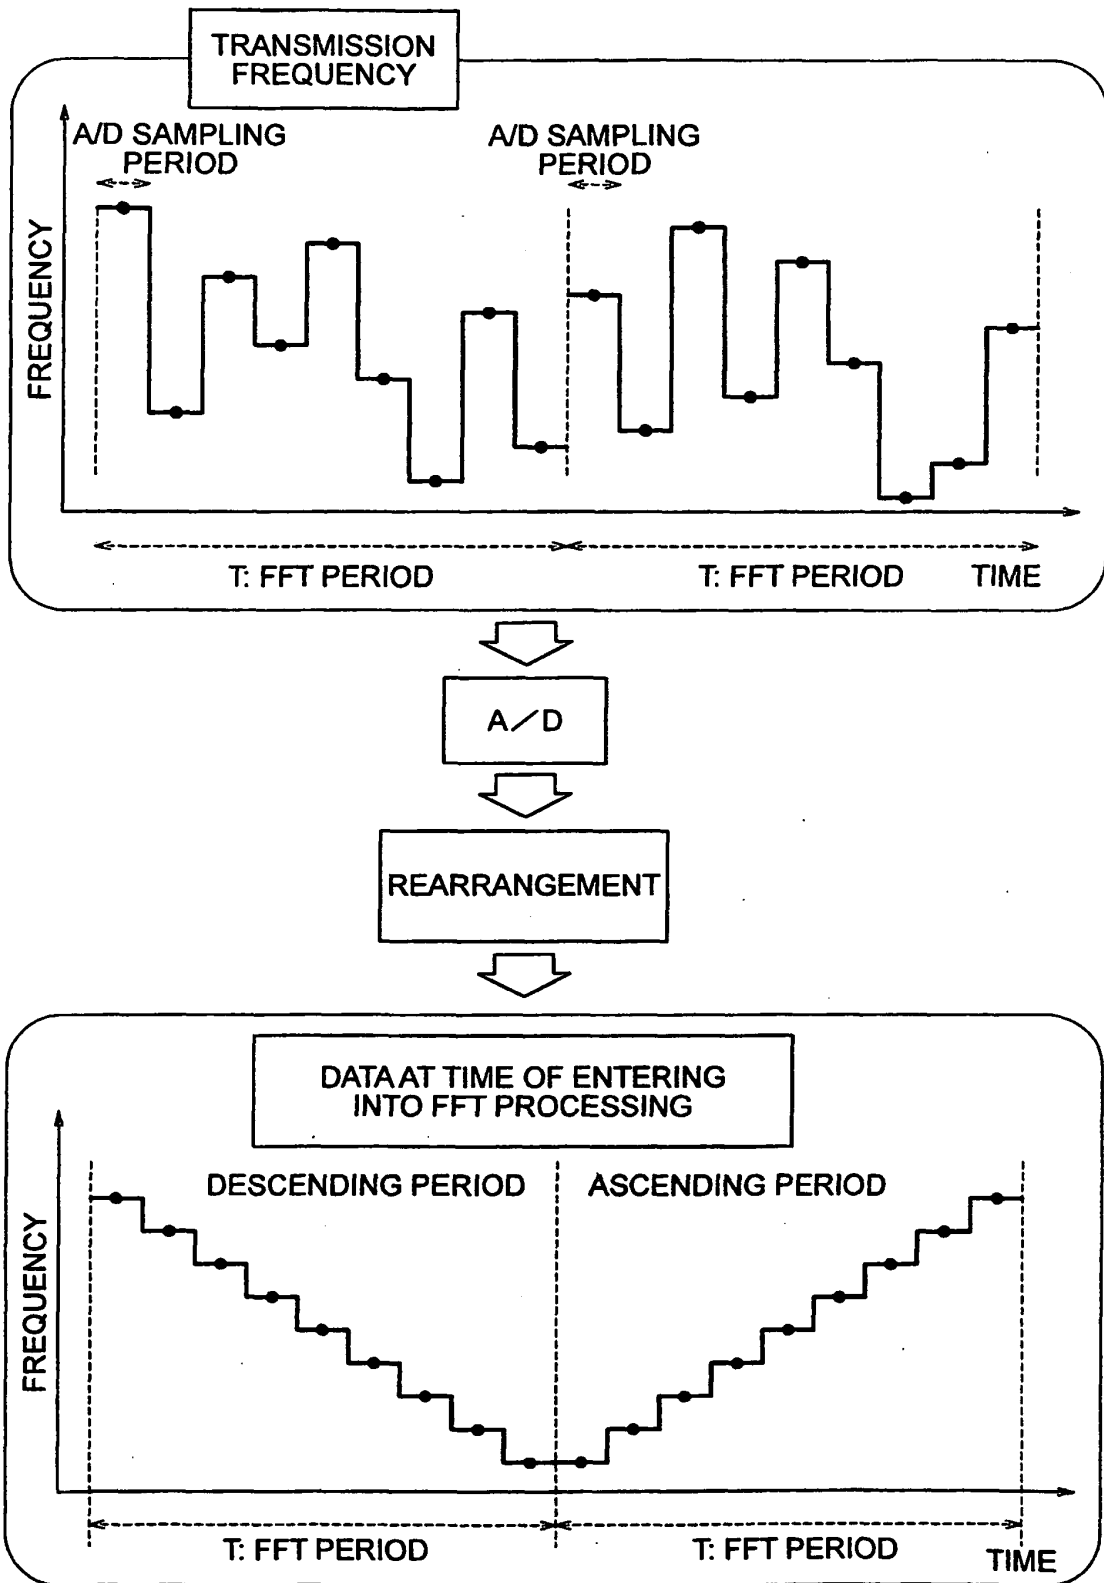 TRANSMISSION
FREQUENCY
A/D SAMPLING
PERIOD
A/D SAMPLING
PERIOD
FREQUENCY
T: FFT PERIOD
T: FFT PERIOD
TIME
A/D
REARRANGEMENT
DATA AT TIME OF ENTERING
INTO FFT PROCESSING
DESCENDING PERIOD
ASCENDING PERIOD
FREQUENCY
T: FFT PERIOD
T: FFT PERIOD
TIME